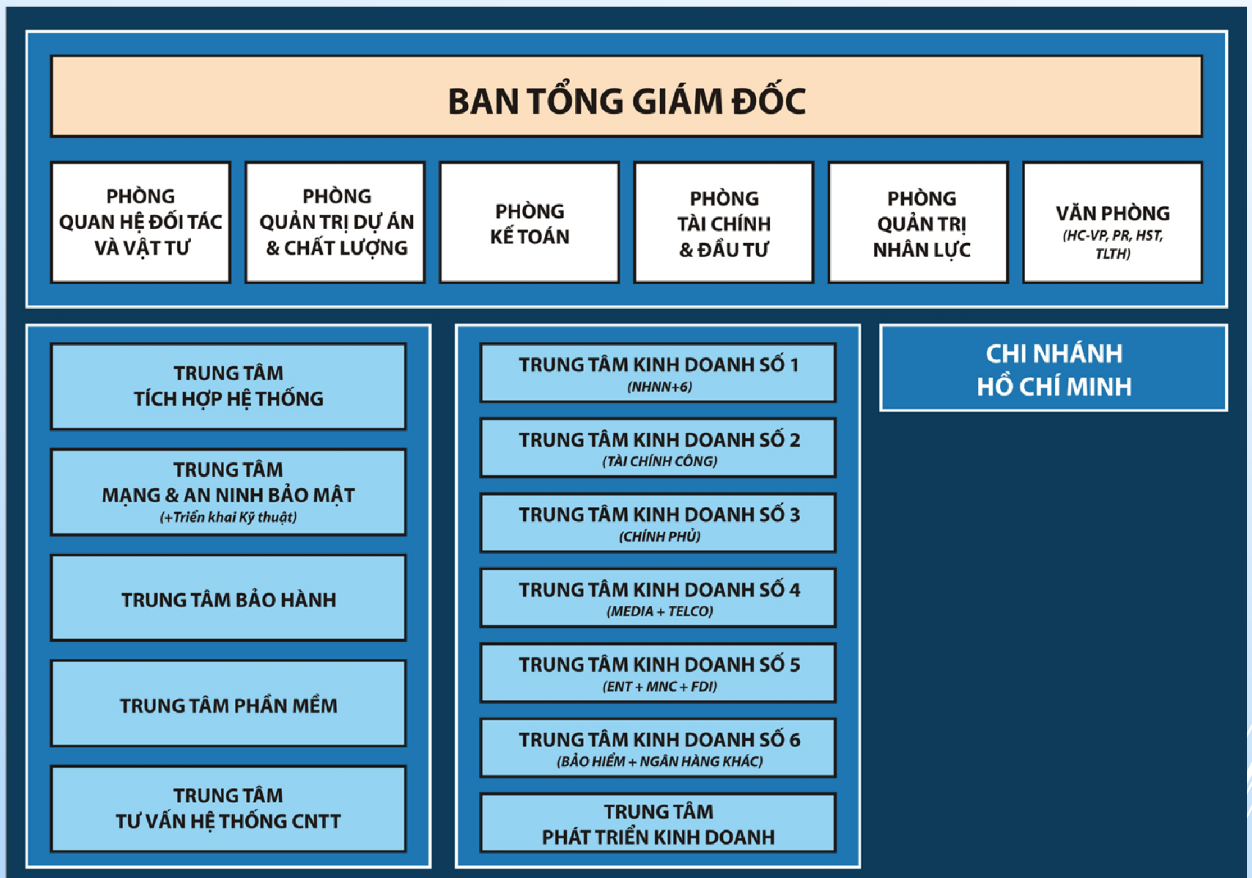 BAN TỔNG GIÁM ĐỐC
PHÒNG
QUAN HỆ ĐỐI TÁC
VÀ VẬT TƯ
PHÒNG
QUẢN TRỊ DỰ ÁN
& CHẤT LƯỢNG
PHÒNG
KẾ TOÁN
PHÒNG
TÀI CHÍNH
& ĐẦU TƯ
PHÒNG
QUẢN TRỊ
NHÂN LỰC
VĂN PHÒNG
(HC-VP, PR, HST,
TLTH)
TRUNG TÂM
TÍCH HỢP HỆ THỐNG
TRUNG TÂM
MẠNG & AN NINH BẢO MẬT
(+Triển khai Kỹ thuật)
TRUNG TÂM BẢO HÀNH
TRUNG TÂM PHẦN MỀM
TRUNG TÂM
TƯ VẤN HỆ THỐNG CNTT
TRUNG TÂM KINH DOANH SỐ 1
(NHNN+6)
TRUNG TÂM KINH DOANH SỐ 2
(TÀI CHÍNH CÔNG)
TRUNG TÂM KINH DOANH SỐ 3
(CHÍNH PHỦ)
TRUNG TÂM KINH DOANH SỐ 4
(MEDIA + TELCO)
TRUNG TÂM KINH DOANH SỐ 5
(ENT + MNC + FDI)
TRUNG TÂM KINH DOANH SỐ 6
(BẢO HIỂM + NGÂN HÀNG KHÁC)
TRUNG TÂM
PHÁT TRIỂN KINH DOANH
CHI NHÁNH
HỒ CHÍ MINH